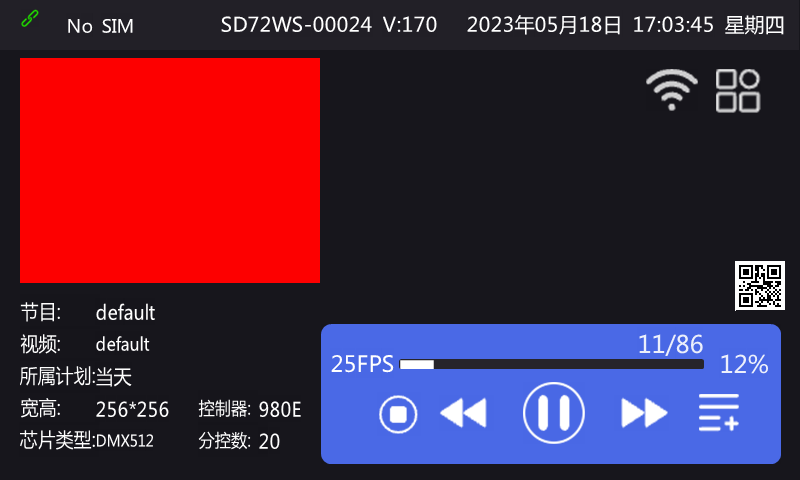 No SIM SD72WS-00024 V:170 2023年05月18日 17:03:45 星期四
节目: default
视频: default
所属计划:当天
宽高: 256*256 控制器: 980E
芯片类型:DMX512 分控数: 20
11/86
25FPS 12%